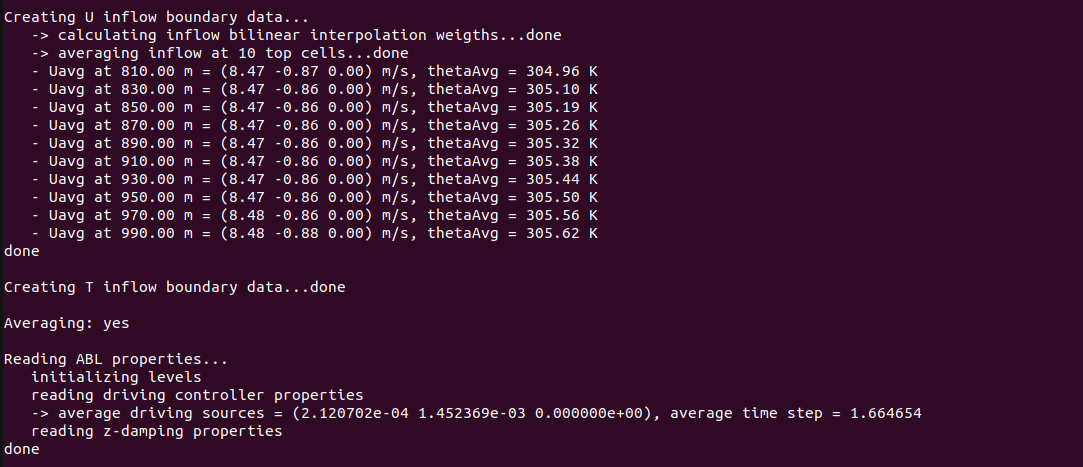 Creating U inflow boundary data...
   -> calculating inflow bilinear interpolation weigths...done
   -> averaging inflow at 10 top cells...done
   - Uavg at 810.00 m = (8.47 -0.87 0.00) m/s, thetaAvg = 304.96 K
   - Uavg at 830.00 m = (8.47 -0.86 0.00) m/s, thetaAvg = 305.10 K
   - Uavg at 850.00 m = (8.47 -0.86 0.00) m/s, thetaAvg = 305.19 K
   - Uavg at 870.00 m = (8.47 -0.86 0.00) m/s, thetaAvg = 305.26 K
   - Uavg at 890.00 m = (8.47 -0.86 0.00) m/s, thetaAvg = 305.32 K
   - Uavg at 910.00 m = (8.47 -0.86 0.00) m/s, thetaAvg = 305.38 K
   - Uavg at 930.00 m = (8.47 -0.86 0.00) m/s, thetaAvg = 305.44 K
   - Uavg at 950.00 m = (8.47 -0.86 0.00) m/s, thetaAvg = 305.50 K
   - Uavg at 970.00 m = (8.48 -0.86 0.00) m/s, thetaAvg = 305.56 K
   - Uavg at 990.00 m = (8.48 -0.88 0.00) m/s, thetaAvg = 305.62 K
done
Creating T inflow boundary data...done
Averaging: yes
Reading ABL properties...
   initializing levels
   reading driving controller properties
   -> average driving sources = (2.120702e-04 1.452369e-03 0.000000e+00), average time step = 1.664654
   reading z-damping properties
done